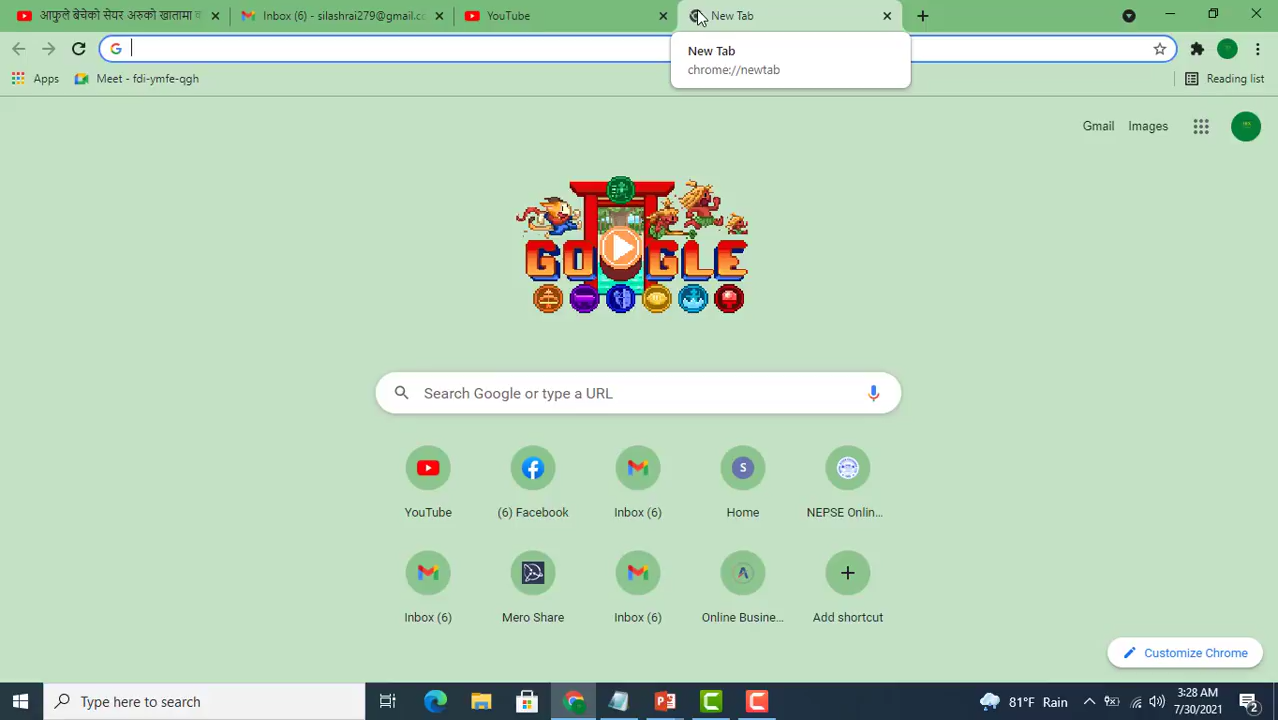 आफुले बेचेको सेयर अरुको खातामा
Inbox (6) - silashrai279@gmail.c
YouTube
New Tab
New Tab
chrome://newtab
Apps
Meet - fdi-ymfe-qgh
Reading list
Gmail
Images
GOOGLE
Search Google or type a URL
YouTube
(6) Facebook
Inbox (6)
S
Home
NEPSE Onlin...
Inbox (6)
Mero Share
Inbox (6)
Online Busine...
Add shortcut
Customize Chrome
Type here to search
81°F Rain
3:28 AM
7/30/2021
2